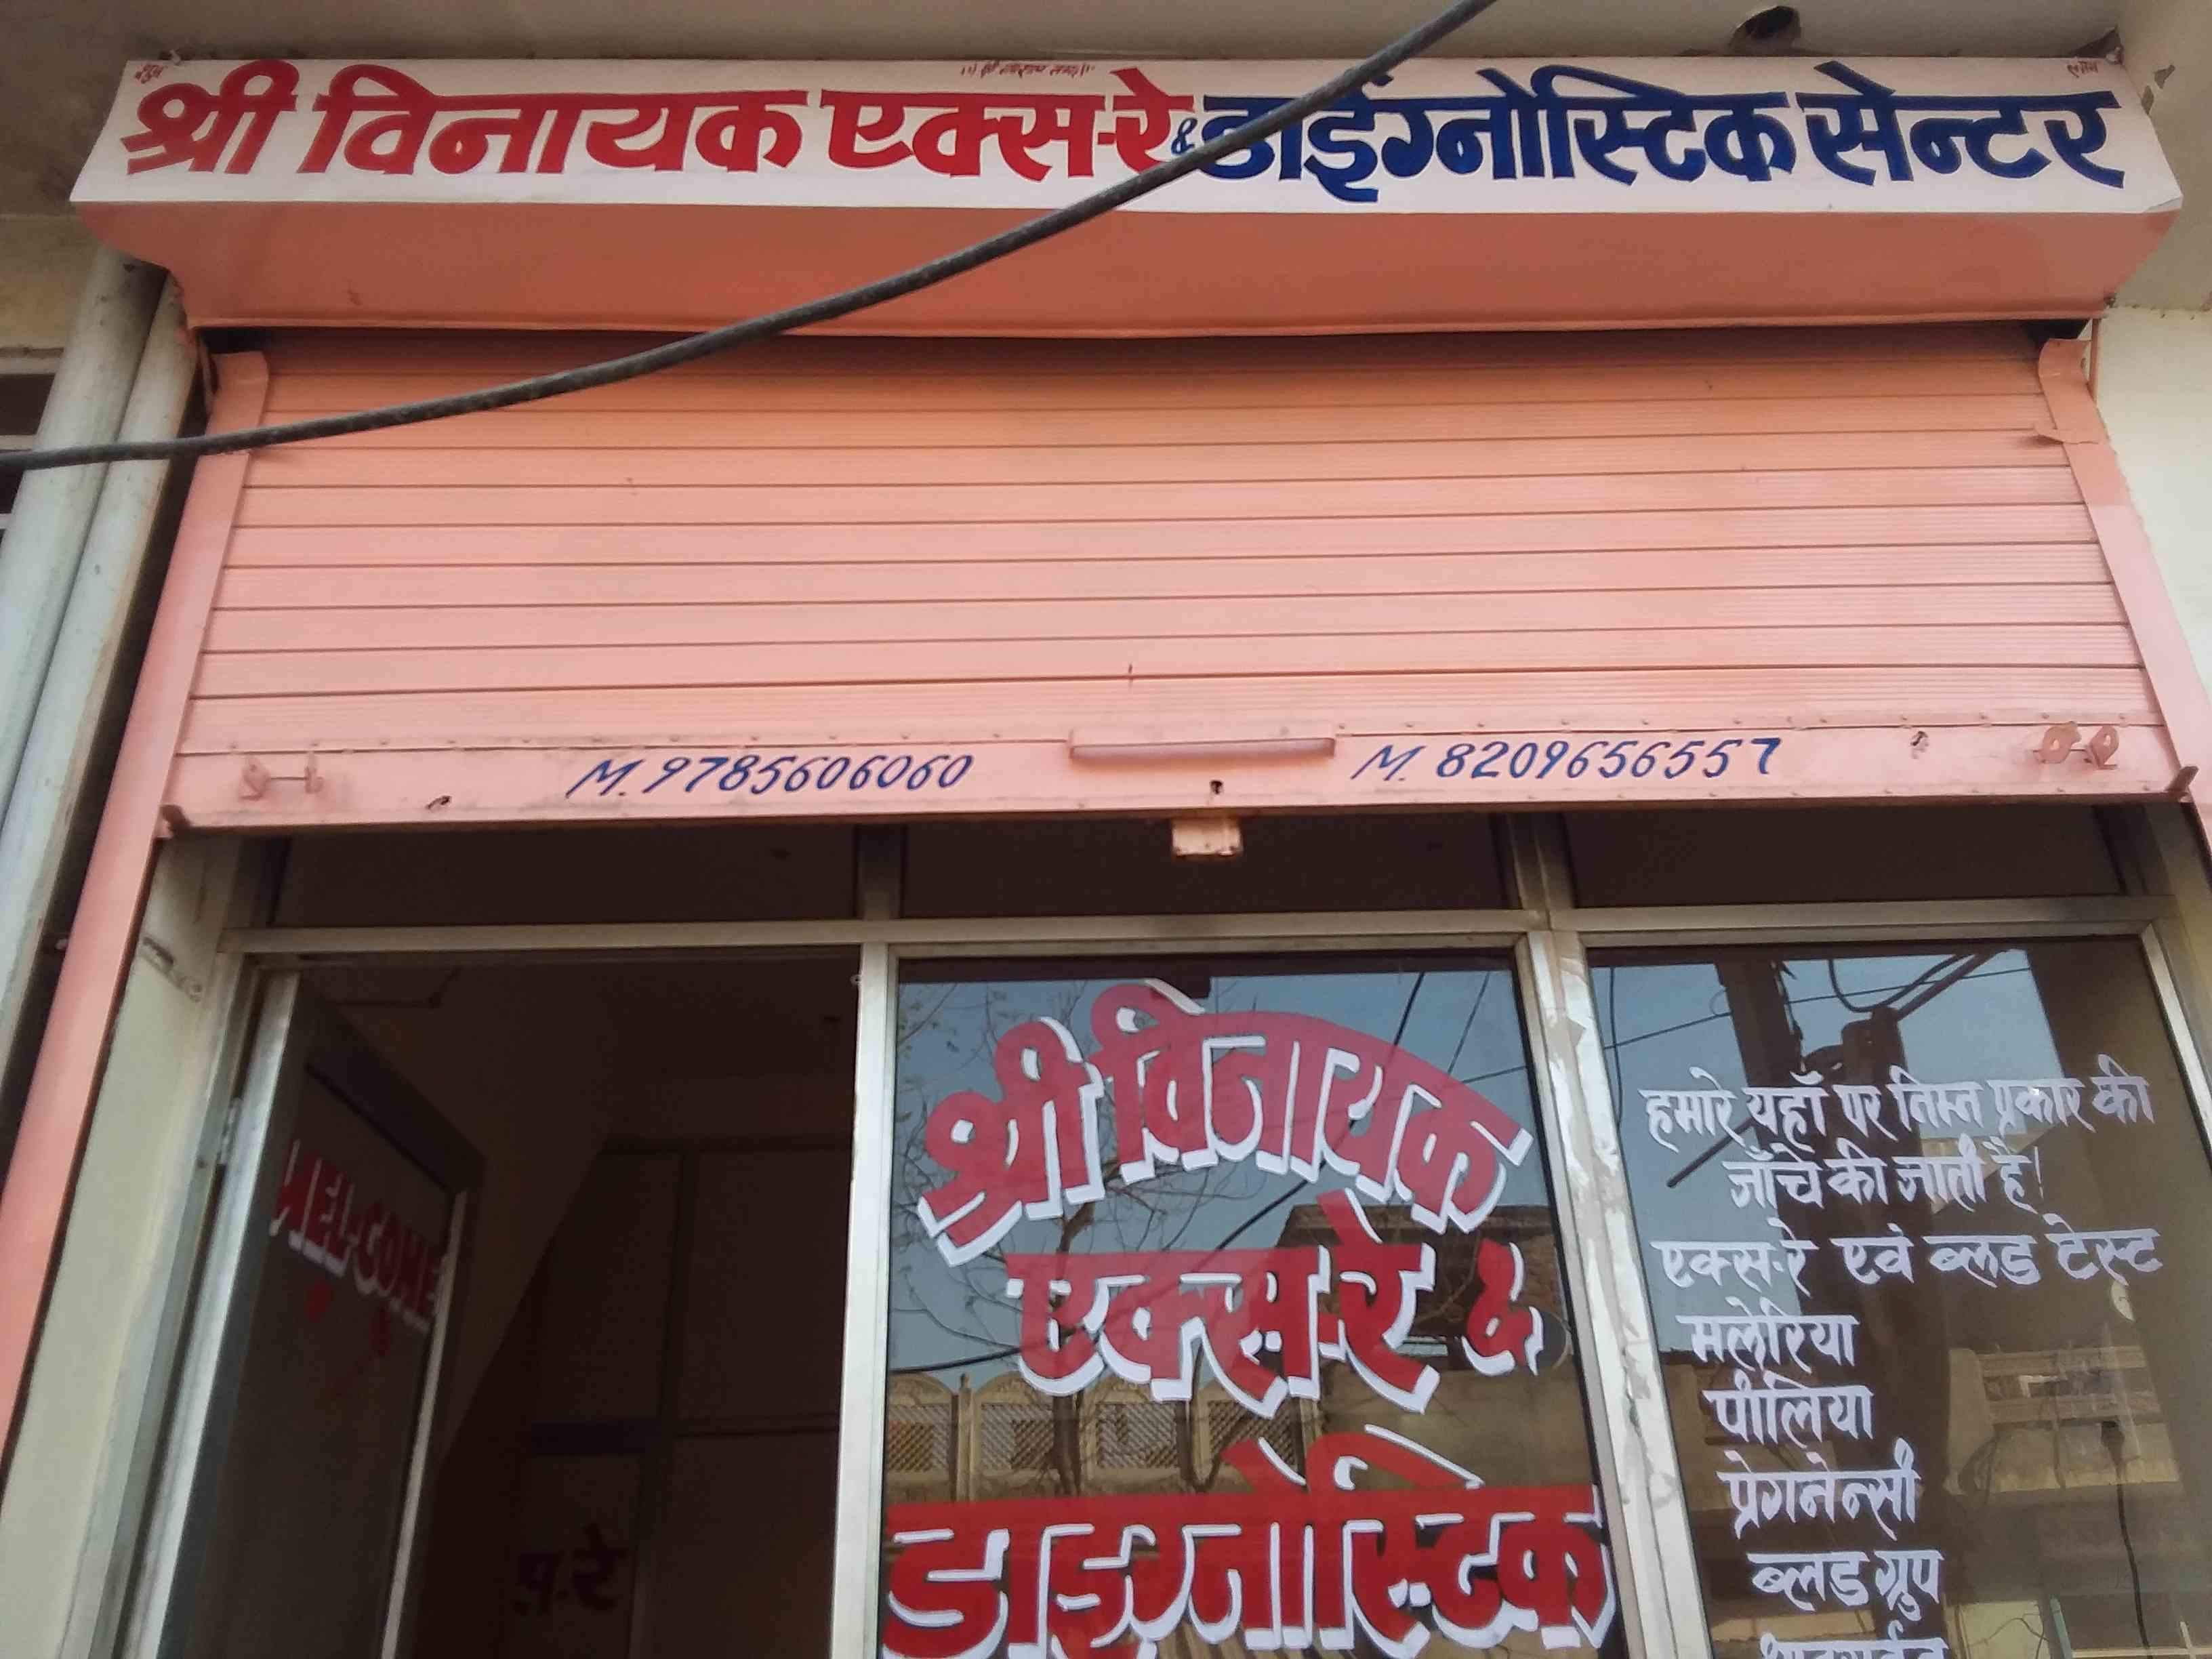 श्री विनायक एक्स-रे & डाईग्नोस्टिक सेन्टर
M. 9785606060
M. 8209656557
WEL-COME
श्री विनायक
एक्स-रे &
डाइग्नोस्टिक
हमारे यहाँ पर निम्न प्रकार की
जाँचे की जाती है!
एक्स-रे एवं ब्लड टेस्ट
मलेरिया
पीलिया
प्रेगनेन्सी
ब्लड ग्रुप